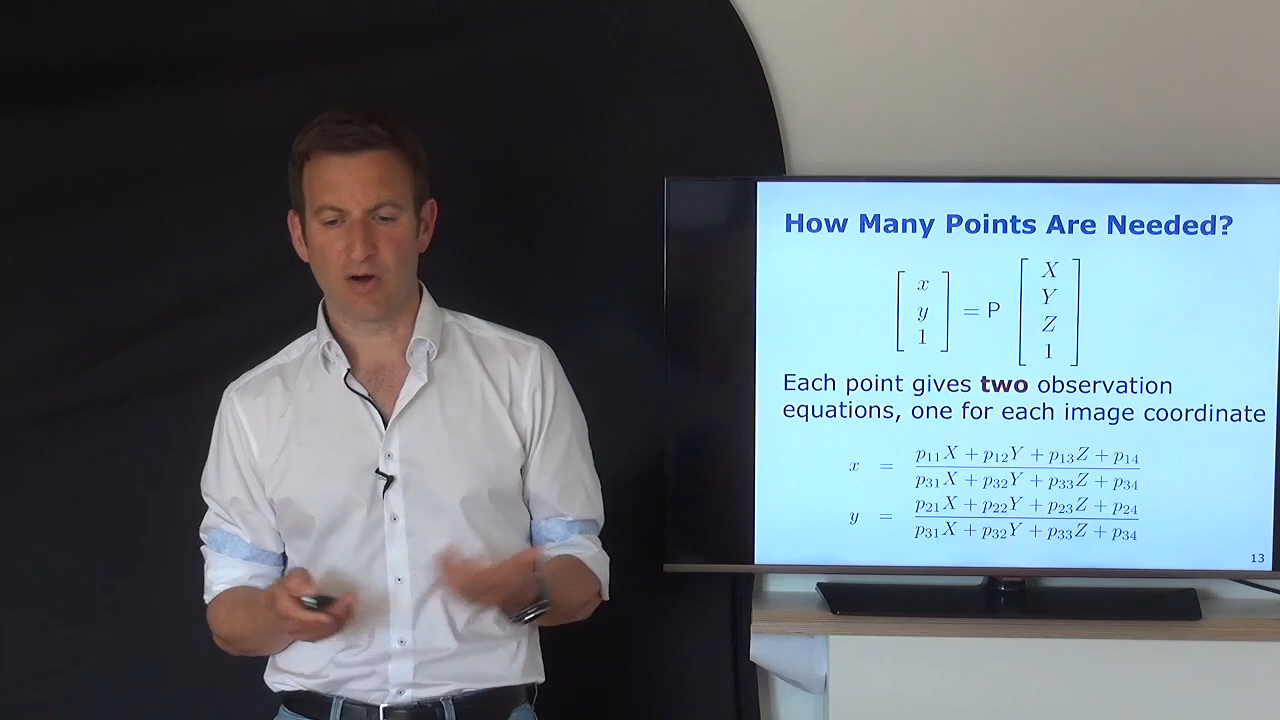 How Many Points Are Needed?
[ x y 1 ] = P [ X Y Z 1 ]
Each point gives two observation
equations, one for each image coordinate
x = (p₁₁X + p₁₂Y + p₁₃Z + p₁₄) / (p₃₁X + p₃₂Y + p₃₃Z + p₃₄)
y = (p₂₁X + p₂₂Y + p₂₃Z + p₂₄) / (p₃₁X + p₃₂Y + p₃₃Z + p₃₄)
13